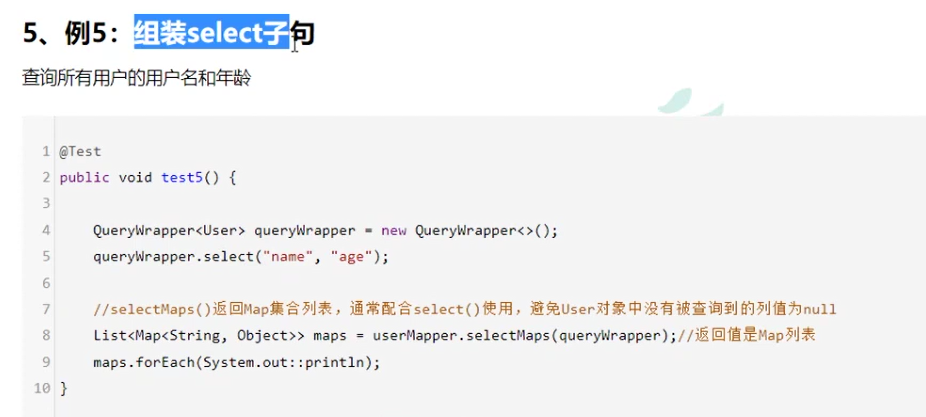 5、例5：组装select子句
查询所有用户的用户名和年龄
1 @Test
2 public void test5() {
3
4     QueryWrapper<User> queryWrapper = new QueryWrapper<>();
5     queryWrapper.select("name", "age");
6
7     //selectMaps()返回Map集合列表，通常配合select()使用，避免User对象中没有被查询到的列值为null
8     List<Map<String, Object>> maps = userMapper.selectMaps(queryWrapper);//返回值是Map列表
9     maps.forEach(System.out::println);
10 }